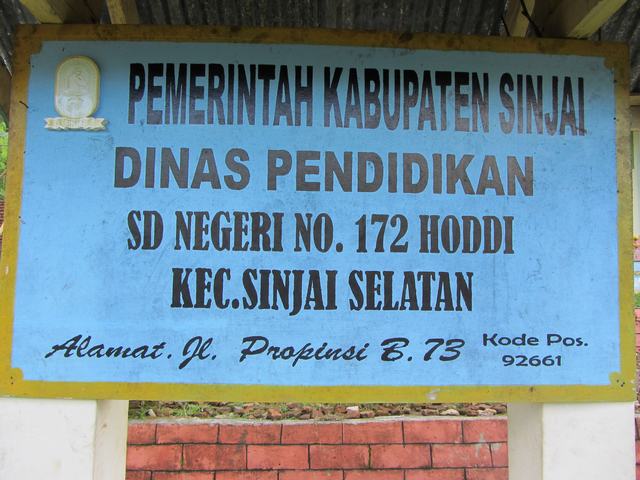 PEMERINTAH KABUPATEN SINJAI
DINAS PENDIDIKAN
SD NEGERI NO. 172 HODDI
KEC.SINJAI SELATAN
Alamat. Jl. Propinsi B. 73
Kode Pos.
92661